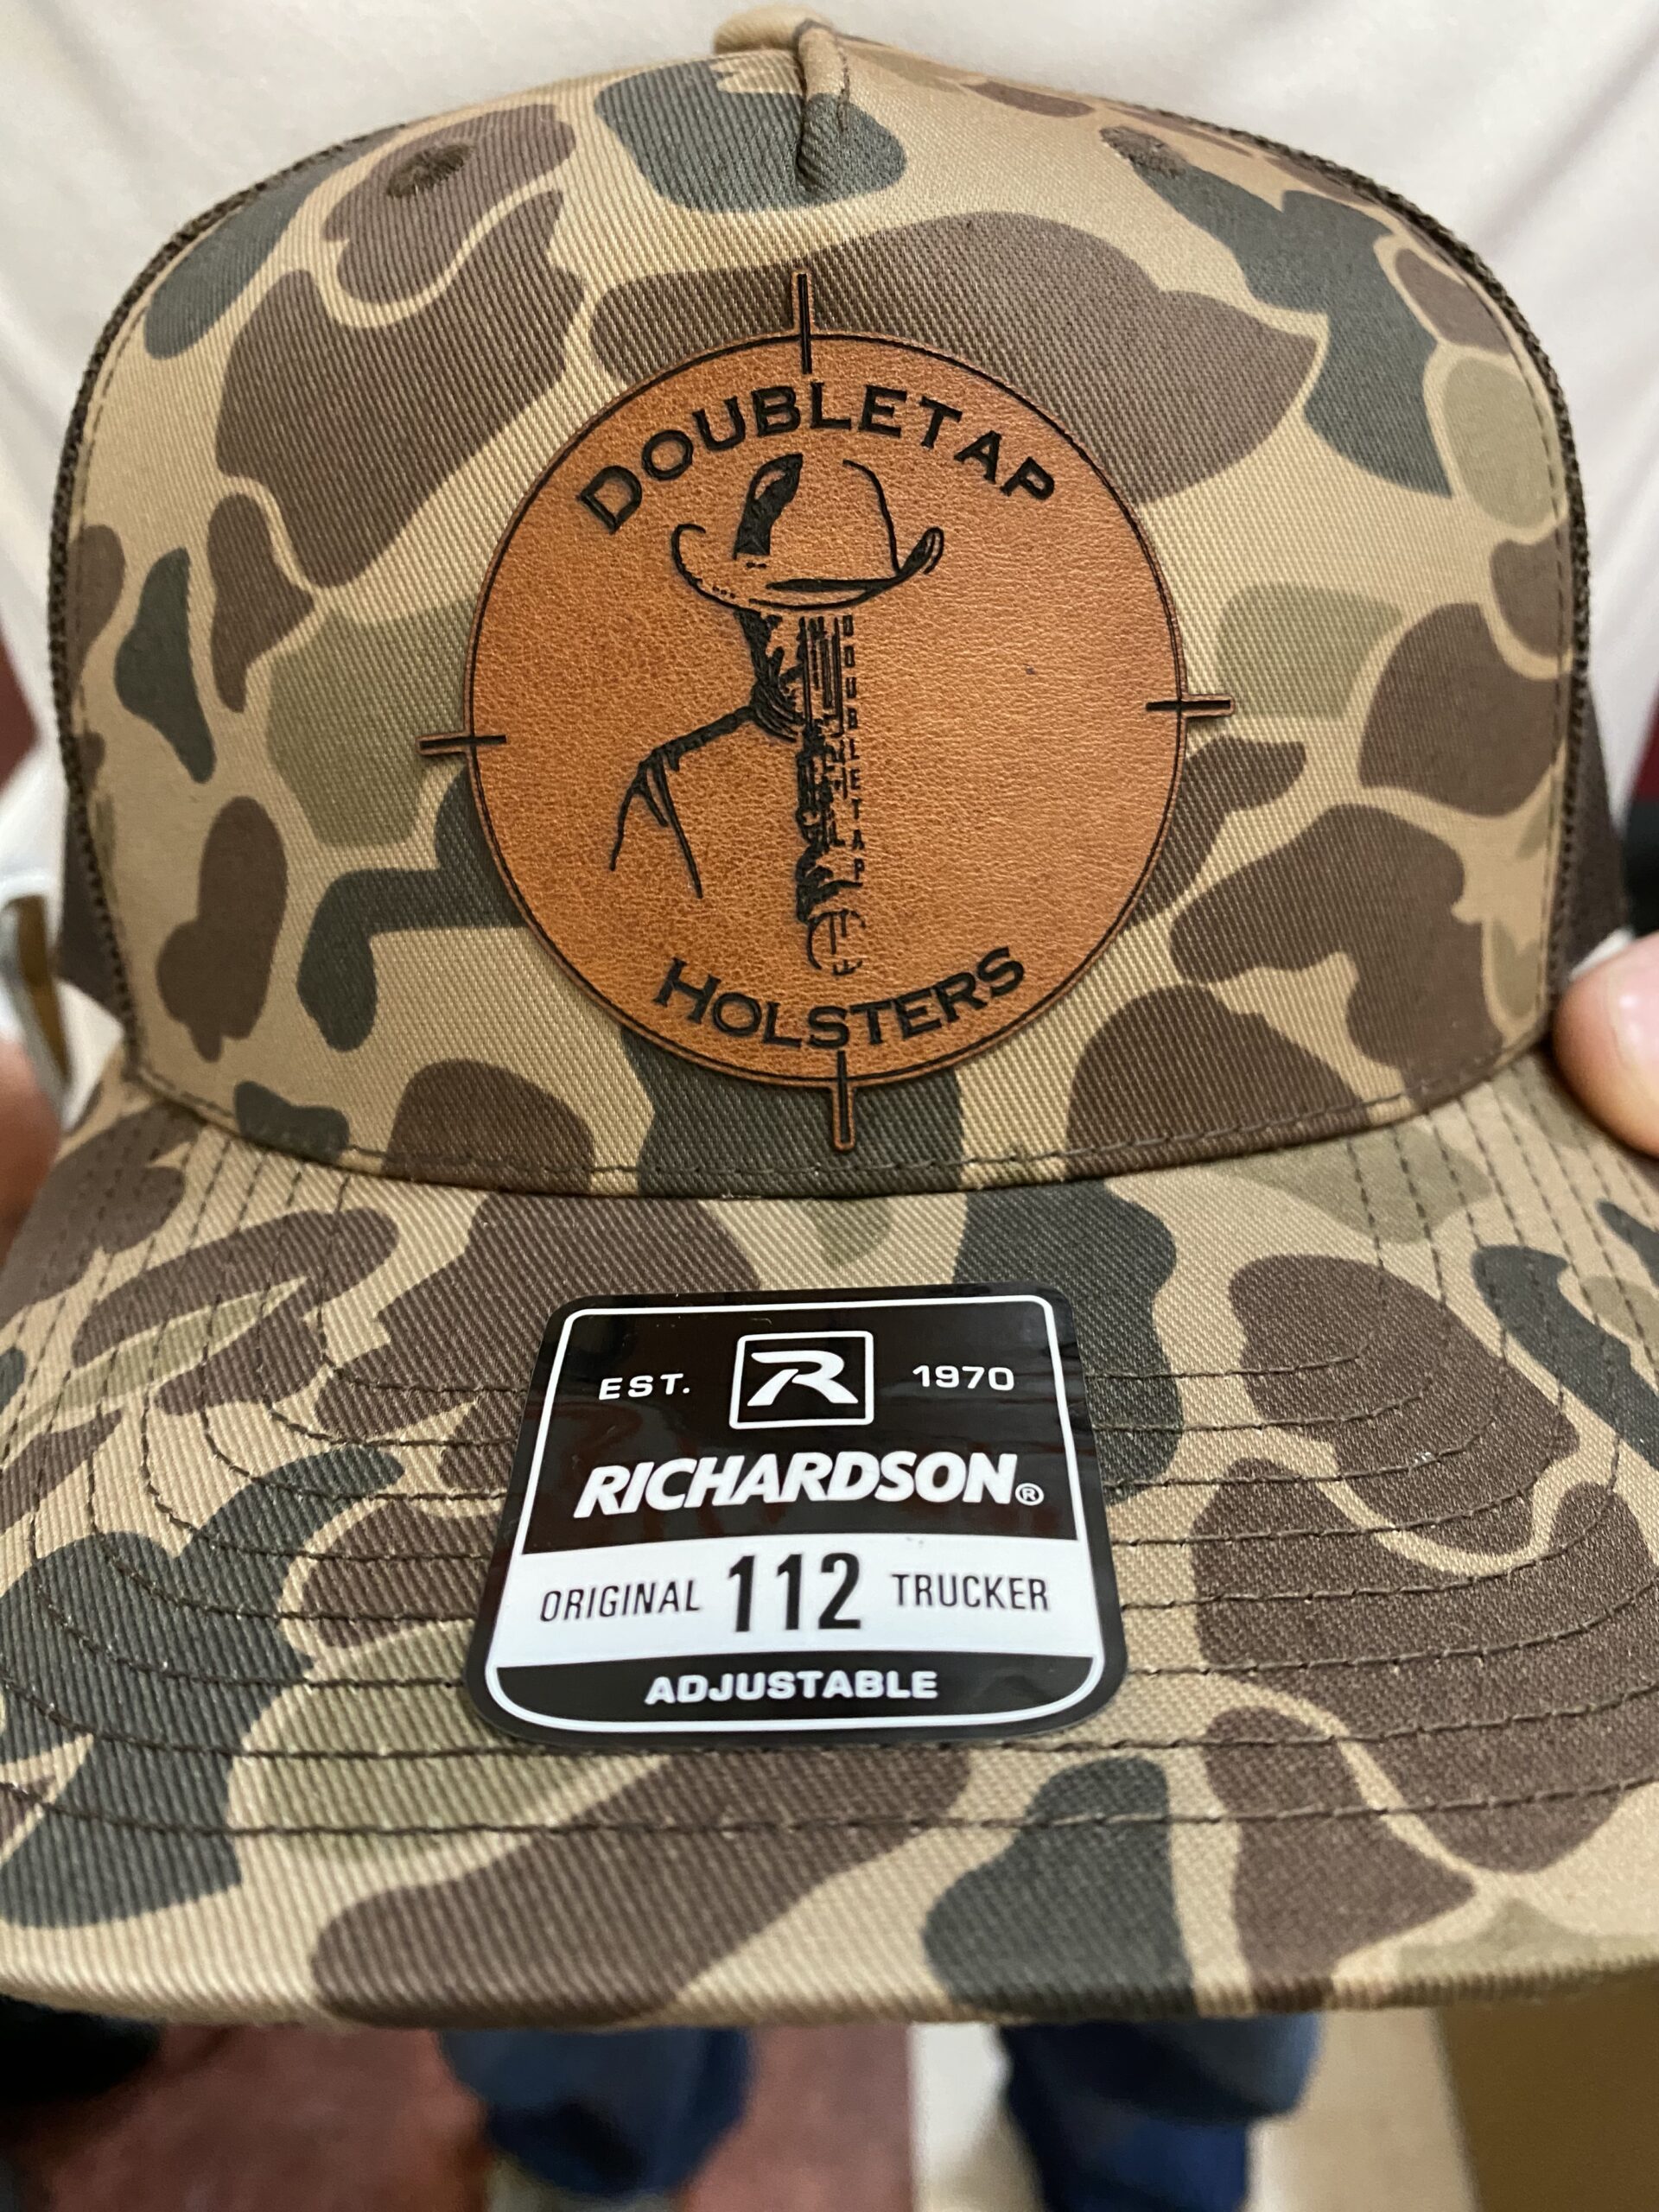 DOUBLETAP
DOUBLETAP
HOLSTERS
EST. R 1970
RICHARDSON®
ORIGINAL 112 TRUCKER
ADJUSTABLE